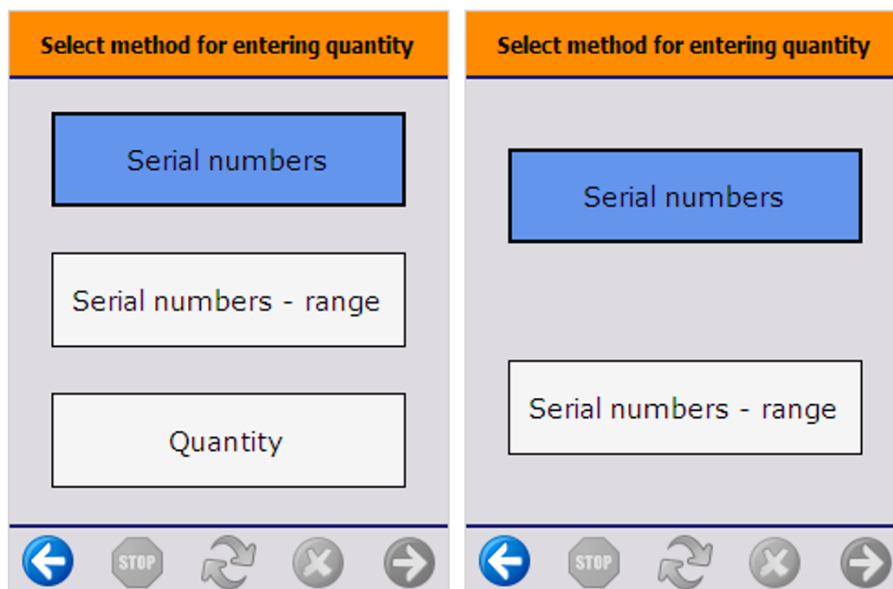 Select method for entering quantity
Serial numbers
Serial numbers - range
Quantity
STOP
Select method for entering quantity
Serial numbers
Serial numbers - range
STOP